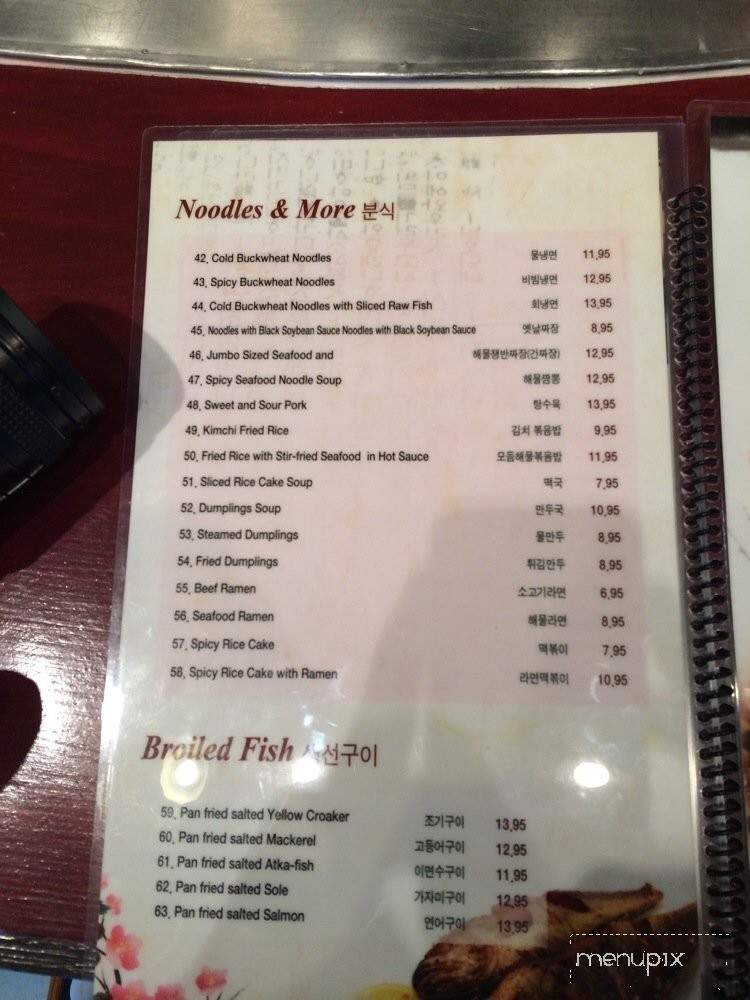 Noodles & More 분식
42. Cold Buckwheat Noodles 물냉면 11.95
43. Spicy Buckwheat Noodles 비빔냉면 12.95
44. Cold Buckwheat Noodles with Sliced Raw Fish 회냉면 13.95
45. Noodles with Black Soybean Sauce Noodles with Black Soybean Sauce 옛날짜장 8.95
46. Jumbo Sized Seafood and 해물쟁반짜장(간짜장) 12.95
47. Spicy Seafood Noodle Soup 해물짬뽕 12.95
48. Sweet and Sour Pork 탕수육 13.95
49. Kimchi Fried Rice 김치 볶음밥 9.95
50. Fried Rice with Stir-fried Seafood in Hot Sauce 모듬해물볶음밥 11.95
51. Sliced Rice Cake Soup 떡국 7.95
52. Dumplings Soup 만두국 10.95
53. Steamed Dumplings 물만두 8.95
54. Fried Dumplings 튀김만두 8.95
55. Beef Ramen 소고기라면 6.95
56. Seafood Ramen 해물라면 8.95
57. Spicy Rice Cake 떡볶이 7.95
58. Spicy Rice Cake with Ramen 라면떡볶이 10.95
Broiled Fish 생선구이
59. Pan fried salted Yellow Croaker 조기구이 13.95
60. Pan fried salted Mackerel 고등어구이 12.95
61. Pan fried salted Atka-fish 이면수구이 11.95
62. Pan fried salted Sole 가자미구이 12.95
63. Pan fried salted Salmon 연어구이 13.95
menupix